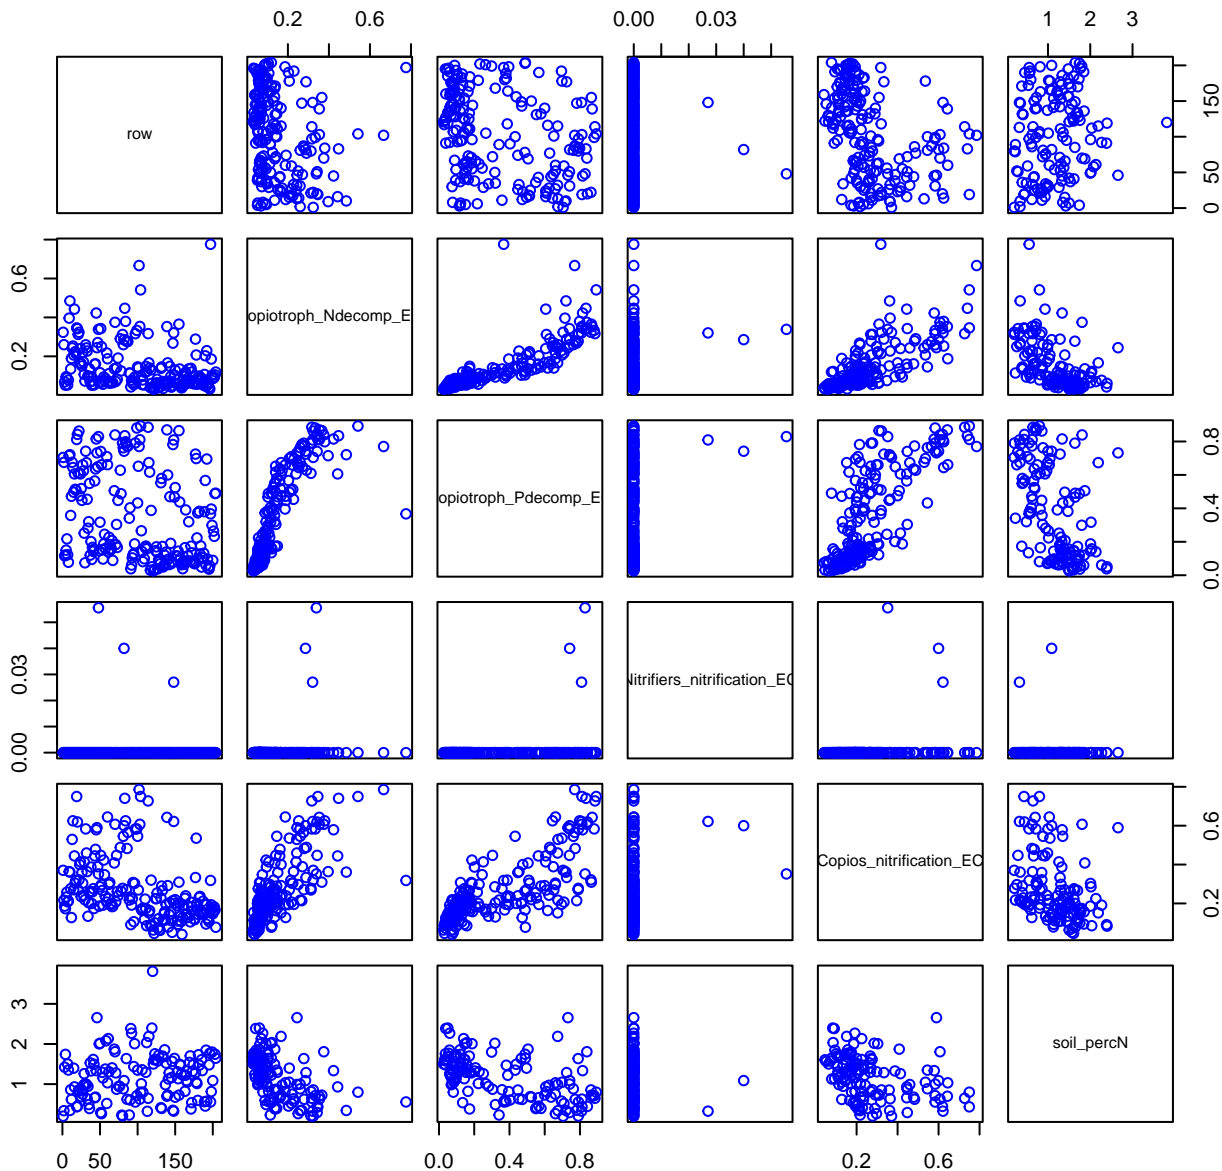 0.2 0.6 0.00 0.03 1 2 3
row
0 50 150
0.2 0.6
opiotroph_Ndecomp_E
opiotroph_Pdecomp_E
0.0 0.4 0.8
0.00 0.03
Nitrifiers_nitrification_EC
Copios_nitrification_EC
0.2 0.6
1 2 3
soil_percN
0 50 150 0.0 0.4 0.8 0.2 0.6